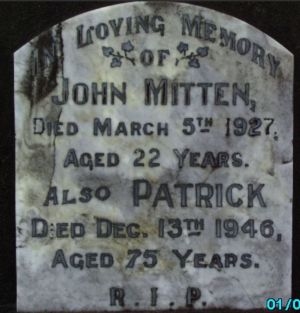 IN LOVING MEMORY
OF
JOHN MITTEN,
DIED MARCH 5TH 1927,
AGED 22 YEARS.
ALSO PATRICK
DIED DEC. 13TH 1946,
AGED 75 YEARS.
R.I.P.
01/0